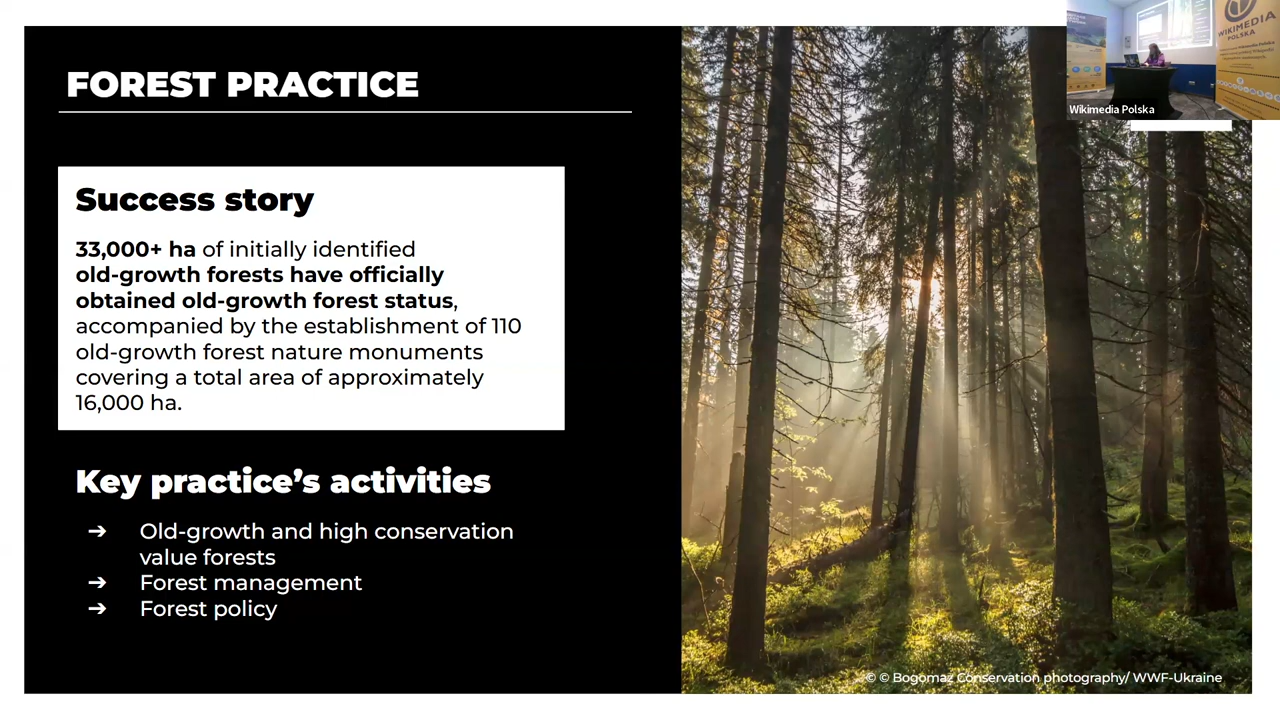 FOREST PRACTICE
Success story
33,000+ ha of initially identified
old-growth forests have officially
obtained old-growth forest status,
accompanied by the establishment of 110
old-growth forest nature monuments
covering a total area of approximately
16,000 ha.
Key practice’s activities
➔ Old-growth and high conservation
value forests
➔ Forest management
➔ Forest policy
WIKIMEDIA
POLSKA
Wikimedia Polska
© © Bogomaz Conservation photography/ WWF-Ukraine